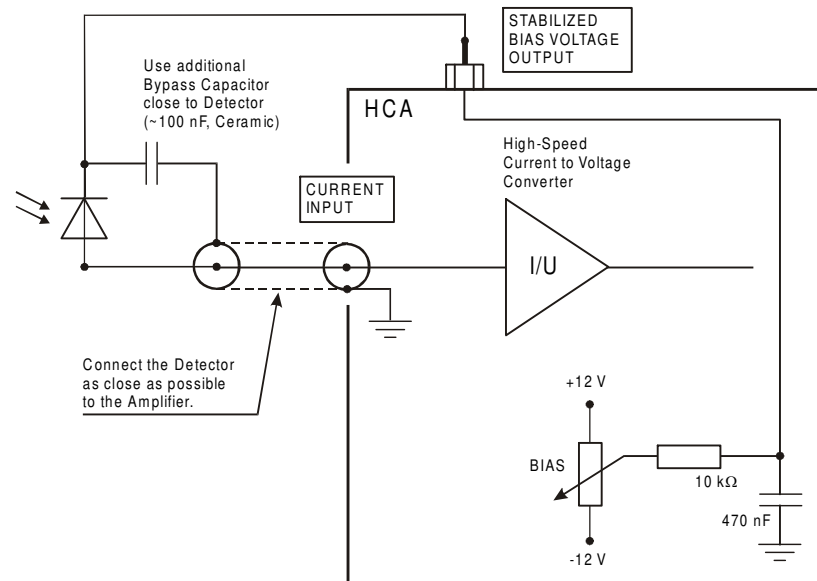 STABILIZED
BIAS VOLTAGE
OUTPUT
Use additional
Bypass Capacitor
close to Detector
(~100 nF, Ceramic)
HCA
High-Speed
Current to Voltage
Converter
CURRENT
INPUT
I/U
Connect the Detector
as close as possible
to the Amplifier.
+12 V
BIAS
10 kΩ
470 nF
-12 V